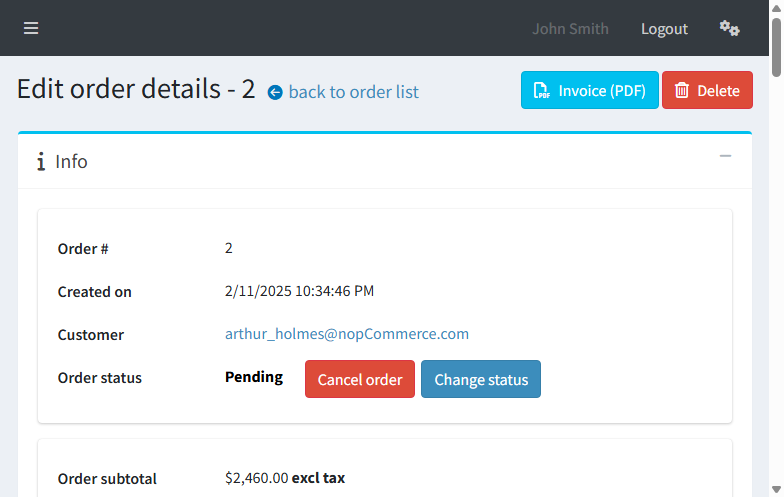 John Smith Logout
Edit order details - 2 back to order list
Invoice (PDF) Delete
Info
Order # 2
Created on 2/11/2025 10:34:46 PM
Customer arthur_holmes@nopCommerce.com
Order status Pending Cancel order Change status
Order subtotal $2,460.00 excl tax